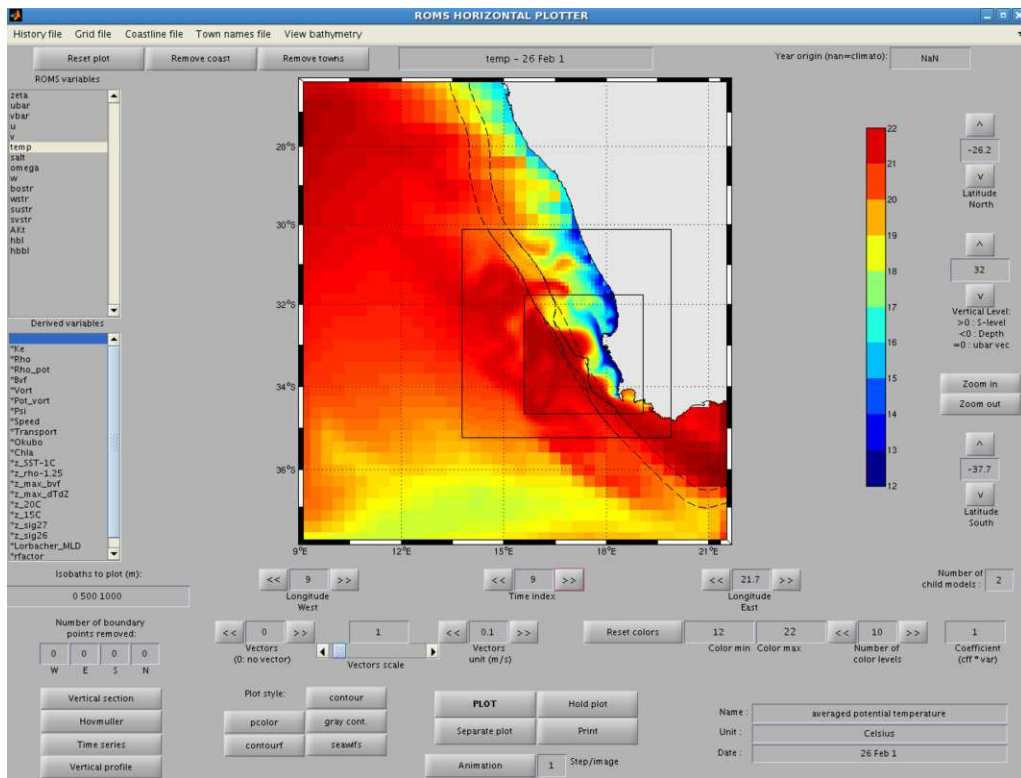 ROMS HORIZONTAL PLOTTER
History file Grid file Coastline file Town names file View bathymetry
Reset plot Remove coast Remove towns temp - 26 Feb 1 Year origin (nan=climato): NaN
ROMS variables
zeta
ubar
vbar
u
v
temp
salt
omega
w
bostr
wstr
sustr
svstr
AKt
hbl
hbbl
Derived variables
*Ke
*Rho
*Rho_pot
*Bvf
*Vort
*Pot_vort
*Psi
*Speed
*Transport
*Okubo
*Chla
*z_SST-1C
*z_rho-1.25
*z_max_bvf
*z_max_dTdZ
*z_20C
*z_15C
*z_sig27
*z_sig26
*Lorbacher_MLD
*rfactor
28°S
30°S
32°S
34°S
36°S
9°E 12°E 15°E 18°E 21°E
22
21
20
19
18
17
16
15
14
13
12
^
-26.2
v
Latitude
North
^
32
v
Vertical Level:
>0 : S-level
<0 : Depth
=0 : ubar vec
Zoom in
Zoom out
^
-37.7
v
Latitude
South
Isobaths to plot (m):
0 500 1000
<< 9 >>
Longitude
West
<< 9 >>
Time index
<< 21.7 >>
Longitude
East
Number of
child models: 2
Number of boundary
points removed:
0 0 0 0
W E S N
<< 0 >>
Vectors
(0: no vector)
1
Vectors scale
<< 0.1 >>
Vectors
unit (m/s)
Reset colors 12 22 << 10 >> 1
Color min Color max Number of
color levels
Coefficient
(cff * var)
Vertical section
Hovmuller
Time series
Vertical profile
Plot style: contour
pcolor gray cont.
contourf seawifs
PLOT Hold plot
Separate plot Print
Animation 1 Step/image
Name : averaged potential temperature
Unit : Celsius
Date : 26 Feb 1